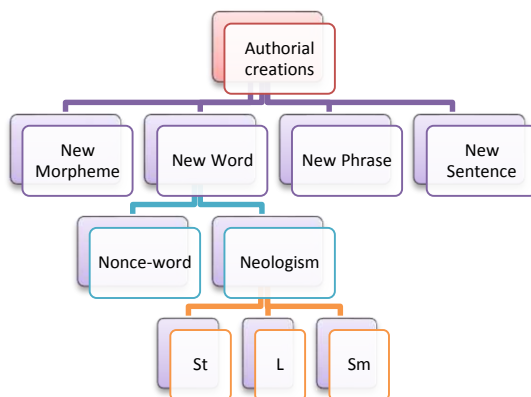 Authorial
creations
New
Morpheme
New Word
New Phrase
New
Sentence
Nonce-word
Neologism
St
L
Sm